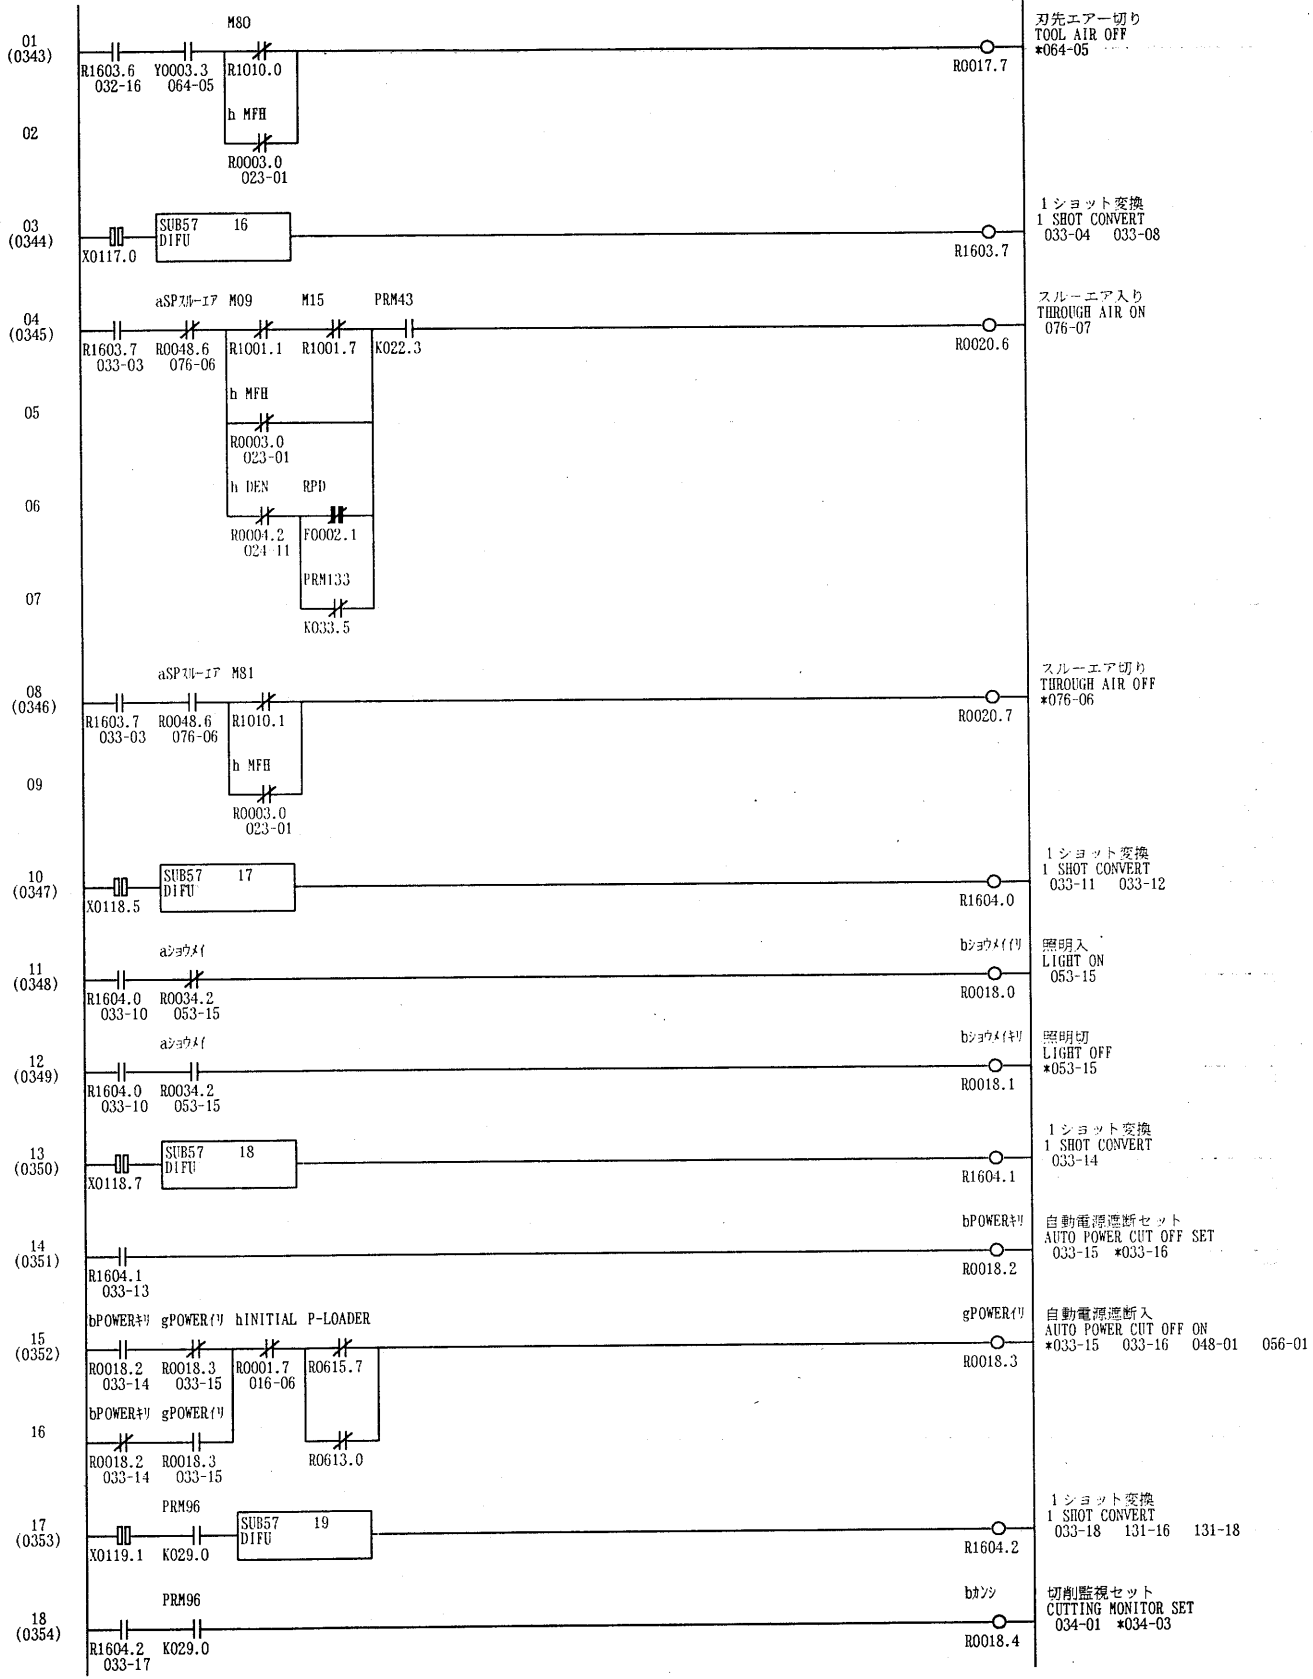 M80
刃先エアー切り
TOOL AIR OFF
*064-05
01
(0343)
R1603.6 Y0003.3 R1010.0
032-16 064-05
R0017.7
h MFH
02
R0003.0
023-01
03
(0344)
SUB57 16
DIFU
X0117.0
R1603.7
1ショット変換
1 SHOT CONVERT
033-04 033-08
aSPスルーエア M09 M15 PRM43
スルーエア入り
THROUGH AIR ON
076-07
04
(0345)
R1603.7 R0048.6 R1001.1 R1001.7 K022.3
033-03 076-06
R0020.6
h MFH
05
R0003.0
023-01
h DEN RPD
06
R0004.2 F0002.1
024-11
PRM133
07
K033.5
aSPスルーエア M81
スルーエア切り
THROUGH AIR OFF
*076-06
08
(0346)
R1603.7 R0048.6 R1010.1
033-03 076-06
R0020.7
h MFH
09
R0003.0
023-01
10
(0347)
SUB57 17
DIFU
X0118.5
R1604.0
1ショット変換
1 SHOT CONVERT
033-11 033-12
aショウメイ
bショウメイイリ
照明入
LIGHT ON
053-15
11
(0348)
R1604.0 R0034.2
033-10 053-15
R0018.0
aショウメイ
bショウメイキリ
照明切
LIGHT OFF
*053-15
12
(0349)
R1604.0 R0034.2
033-10 053-15
R0018.1
13
(0350)
SUB57 18
DIFU
X0118.7
R1604.1
1ショット変換
1 SHOT CONVERT
033-14
bPOWERキリ
自動電源遮断セット
AUTO POWER CUT OFF SET
033-15 *033-16
14
(0351)
R1604.1
033-13
R0018.2
bPOWERキリ gPOWERイリ hINITIAL P-LOADER
gPOWERイリ
自動電源遮断入
AUTO POWER CUT OFF ON
*033-15 033-16 048-01 056-01
15
(0352)
R0018.2 R0018.3 R0001.7 R0615.7
033-14 033-15 016-06
R0018.3
bPOWERキリ gPOWERイリ
16
R0018.2 R0018.3 R0613.0
033-14 033-15
PRM96
17
(0353)
SUB57 19
DIFU
X0119.1 K029.0
R1604.2
1ショット変換
1 SHOT CONVERT
033-18 131-16 131-18
PRM96
bカンシ
切削監視セット
CUTTING MONITOR SET
034-01 *034-03
18
(0354)
R1604.2 K029.0
033-17
R0018.4